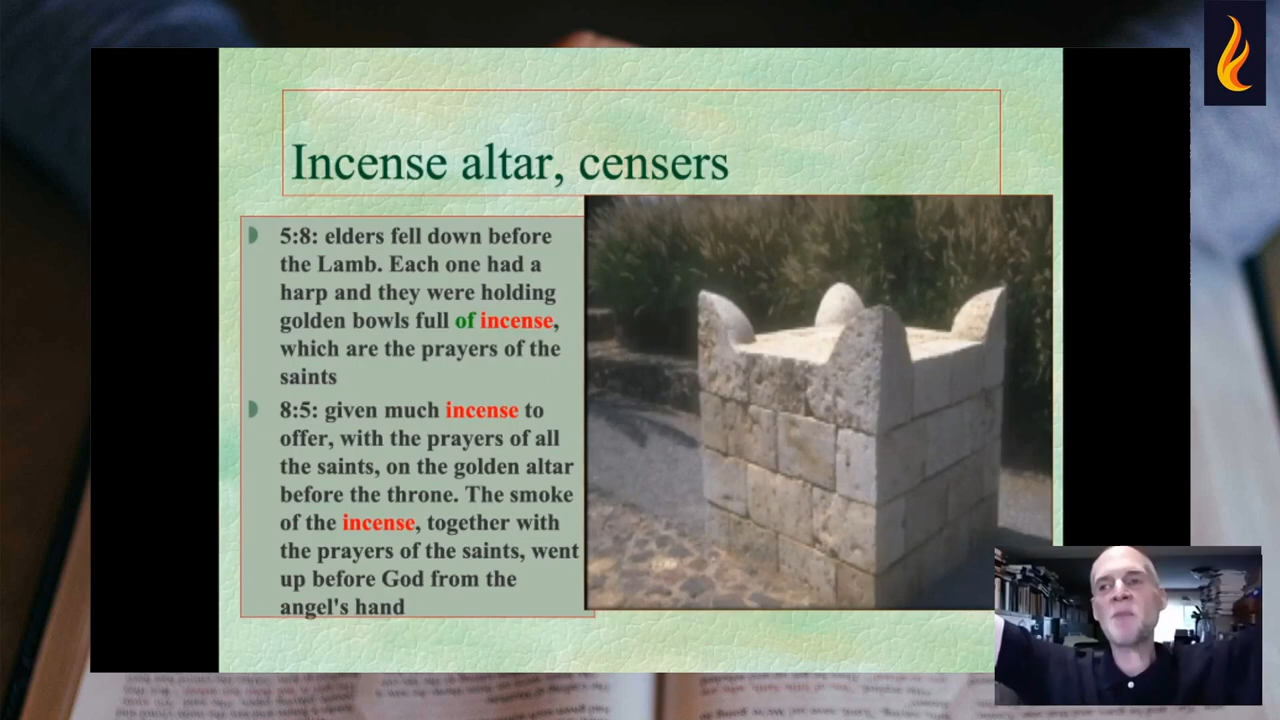 Incense altar, censers
5:8: elders fell down before
the Lamb. Each one had a
harp and they were holding
golden bowls full of incense,
which are the prayers of the
saints
8:5: given much incense to
offer, with the prayers of all
the saints, on the golden altar
before the throne. The smoke
of the incense, together with
the prayers of the saints, went
up before God from the
angel's hand